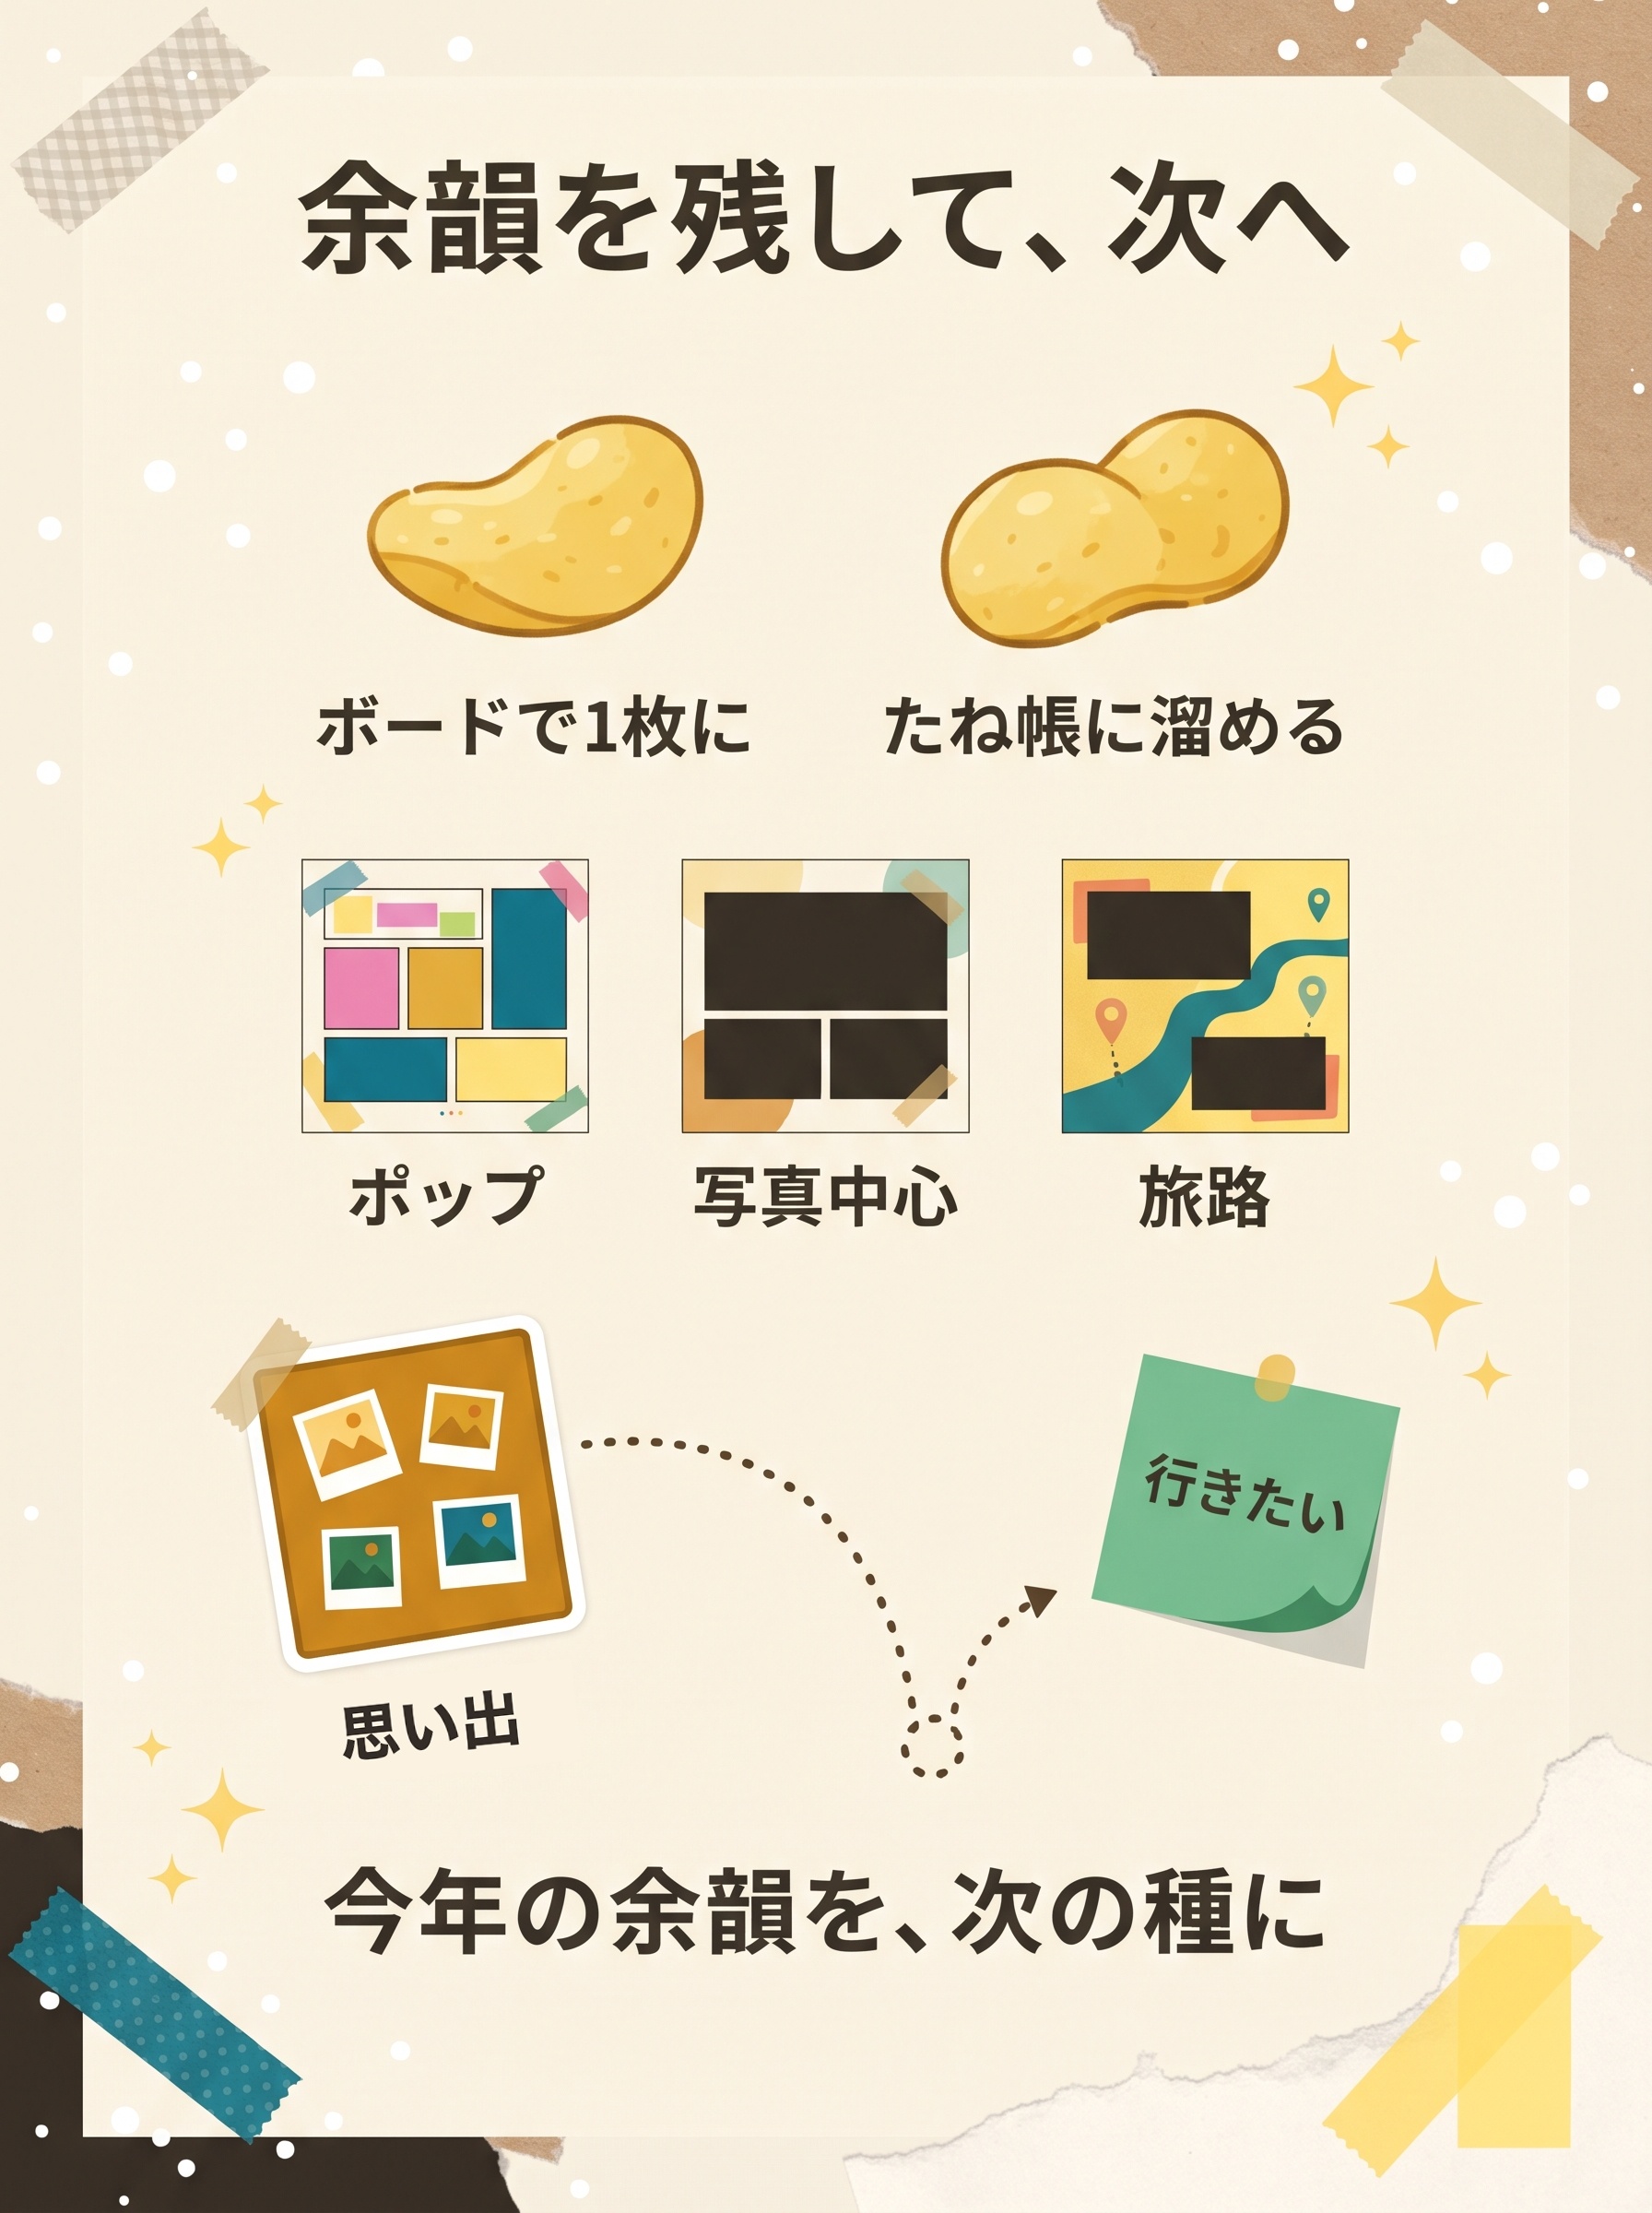 余韻を残して、次へ
ボードで1枚に
たね帳に溜める
ポップ
写真中心
旅路
行きたい
思い出
今年の余韻を、次の種に